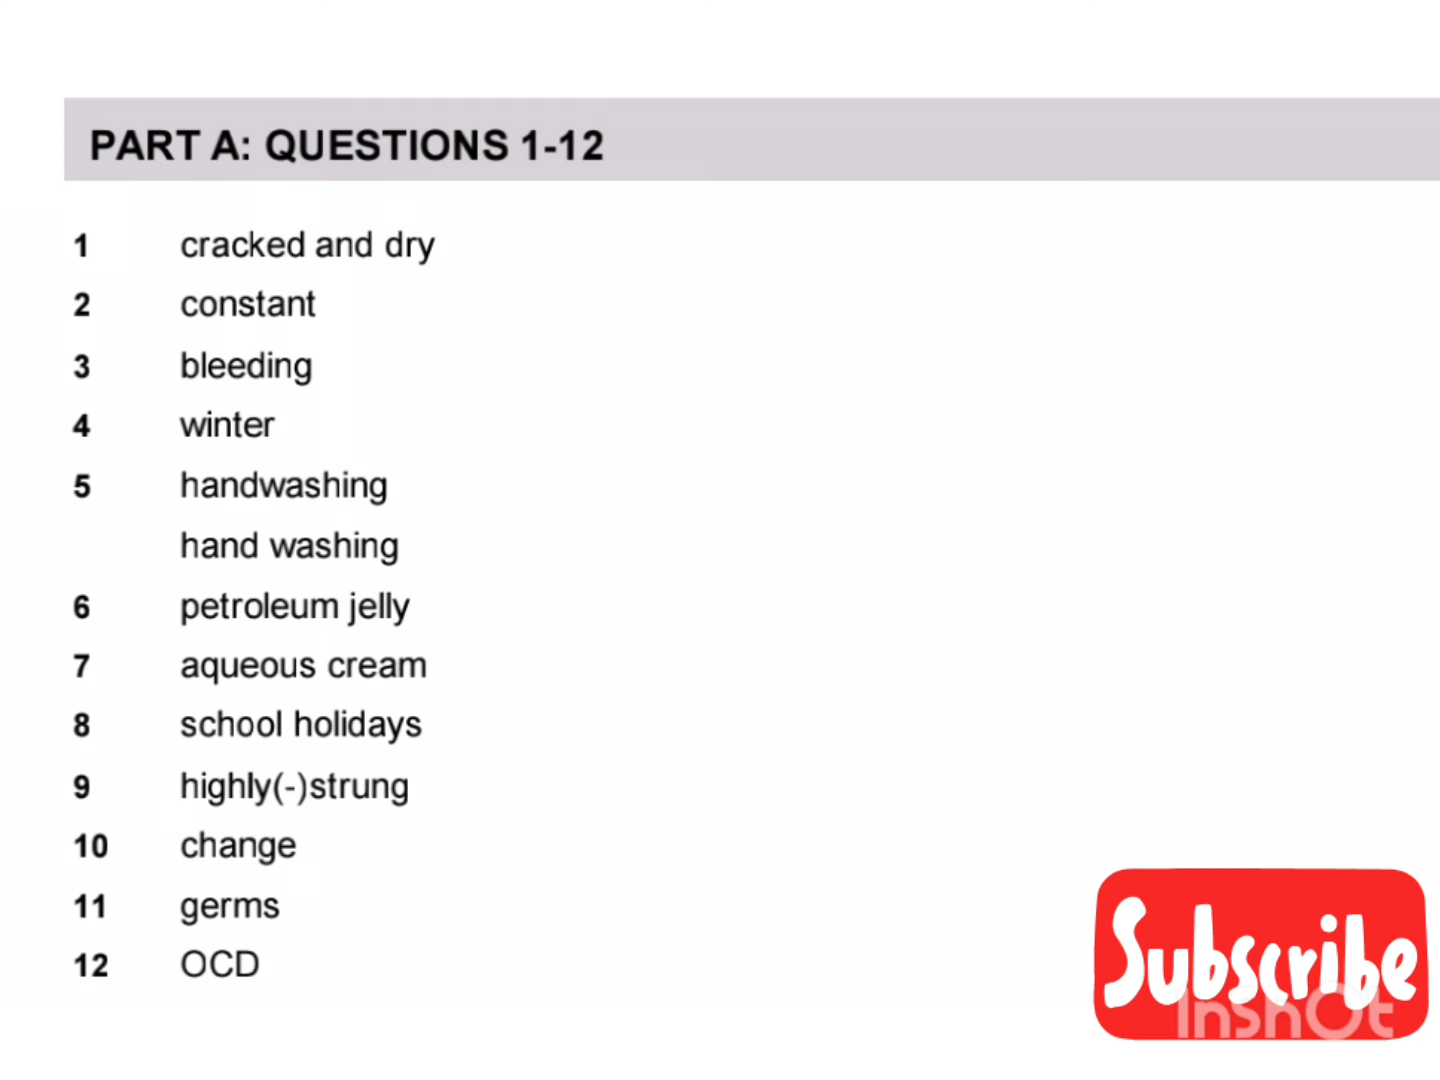 PART A: QUESTIONS 1-12
1 cracked and dry
2 constant
3 bleeding
4 winter
5 handwashing
hand washing
6 petroleum jelly
7 aqueous cream
8 school holidays
9 highly(-)strung
10 change
11 germs
12 OCD
Subscribe
InShOt